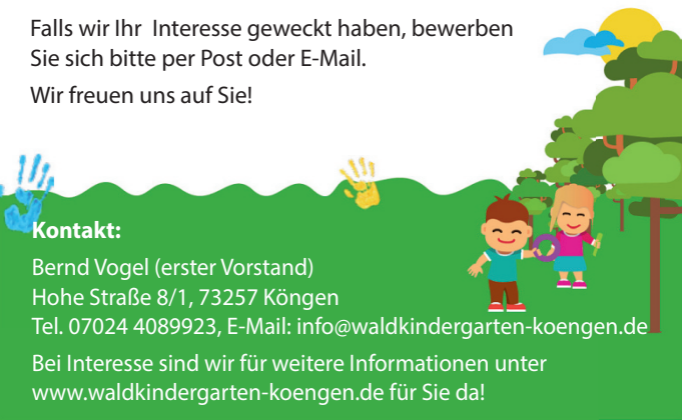 Falls wir Ihr  Interesse geweckt haben, bewerben
Sie sich bitte per Post oder E-Mail.
Wir freuen uns auf Sie!
Kontakt:
Bernd Vogel (erster Vorstand)
Hohe Straße 8/1, 73257 Köngen
Tel. 07024 4089923, E-Mail: info@waldkindergarten-koengen.de
Bei Interesse sind wir für weitere Informationen unter
www.waldkindergarten-koengen.de für Sie da!